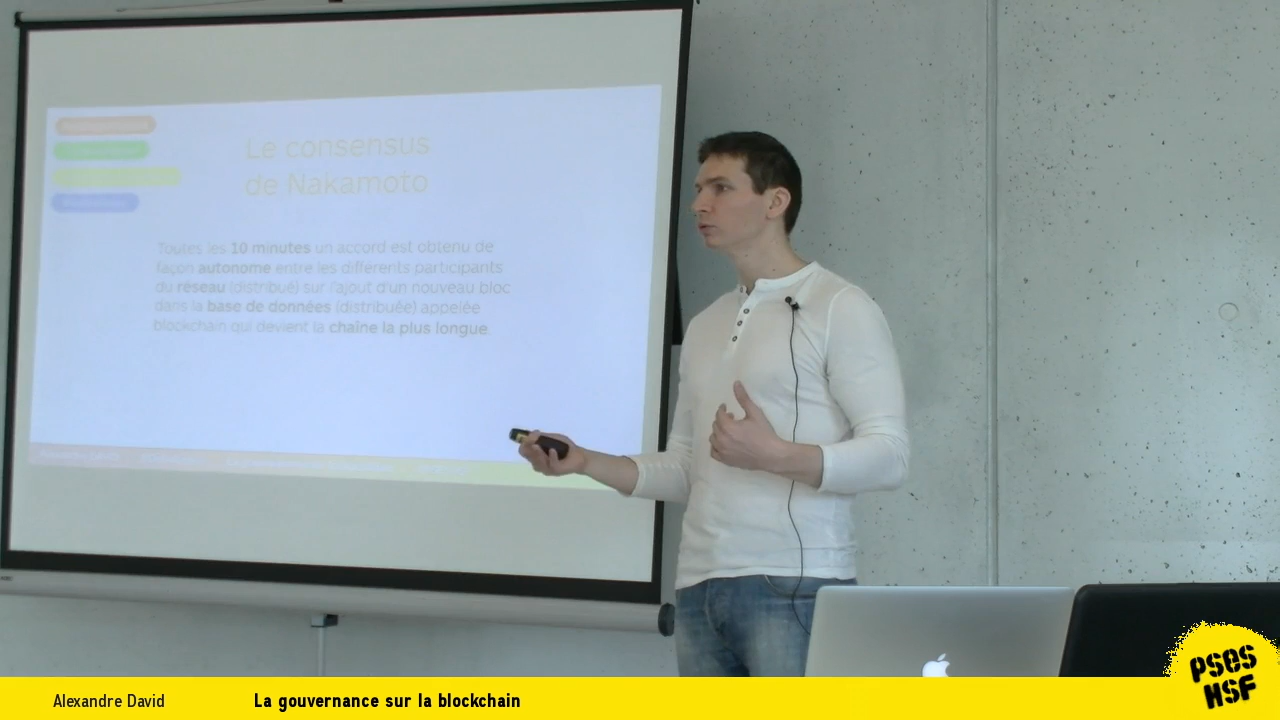 Le consensus
de Nakamoto
Toutes les 10 minutes un accord est obtenu de
façon autonome entre les différents participants
du réseau (distribué) sur l'ajout d'un nouveau bloc
dans la base de données (distribuée) appelée
blockchain qui devient la chaîne la plus longue.
PSES
HSF
Alexandre David
La gouvernance sur la blockchain